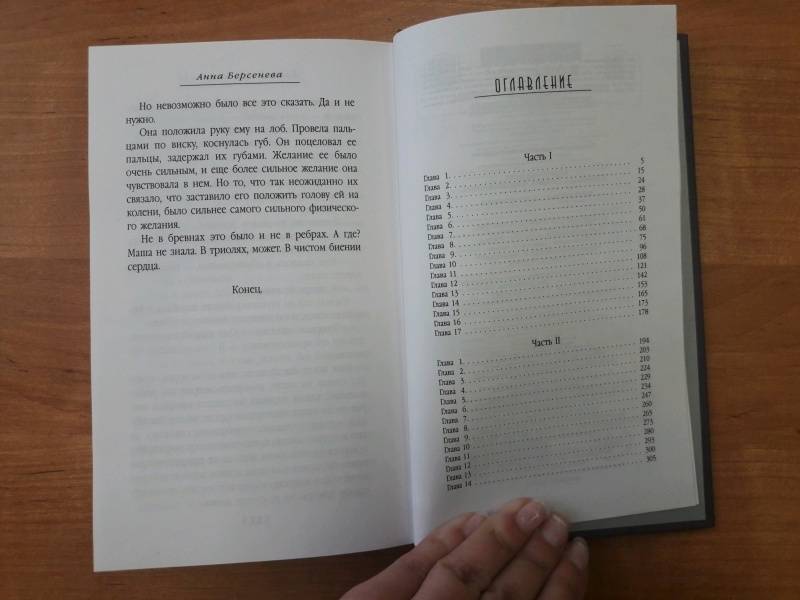 Анна Берсенева
Но невозможно было все это сказать. Да и не
нужно.
Она положила руку ему на лоб. Провела паль-
цами по виску, коснулась губ. Он поцеловал ее
пальцы, задержал их губами. Желание ее было
очень сильным, и еще более сильное желание она
чувствовала в нем. Но то, что так неожиданно их
связало, что заставило его положить голову ей на
колени, было сильнее самого сильного физическо-
го желания.
Не в бревнах это было и не в ребрах. А где?
Маша не знала. В триолях, может. В чистом биении
сердца.
Конец.
ОГЛАВЛЕНИЕ
Часть I
Глава 1. . . . 5
Глава 2. . . . 15
Глава 3. . . . 24
Глава 4. . . . 28
Глава 5. . . . 37
Глава 6. . . . 50
Глава 7. . . . 61
Глава 8. . . . 68
Глава 9. . . . 75
Глава 10 . . . 96
Глава 11 . . . 108
Глава 12 . . . 121
Глава 13 . . . 142
Глава 14 . . . 153
Глава 15 . . . 165
Глава 16 . . . 173
Глава 17 . . . 178
Часть II
Глава 1. . . . 194
Глава 2. . . . 203
Глава 3. . . . 210
Глава 4. . . . 224
Глава 5. . . . 229
Глава 6. . . . 234
Глава 7. . . . 247
Глава 8. . . . 260
Глава 9. . . . 265
Глава 10 . . . 273
Глава 11 . . . 280
Глава 12 . . . 293
Глава 13 . . . 300
Глава 14 . . . 305